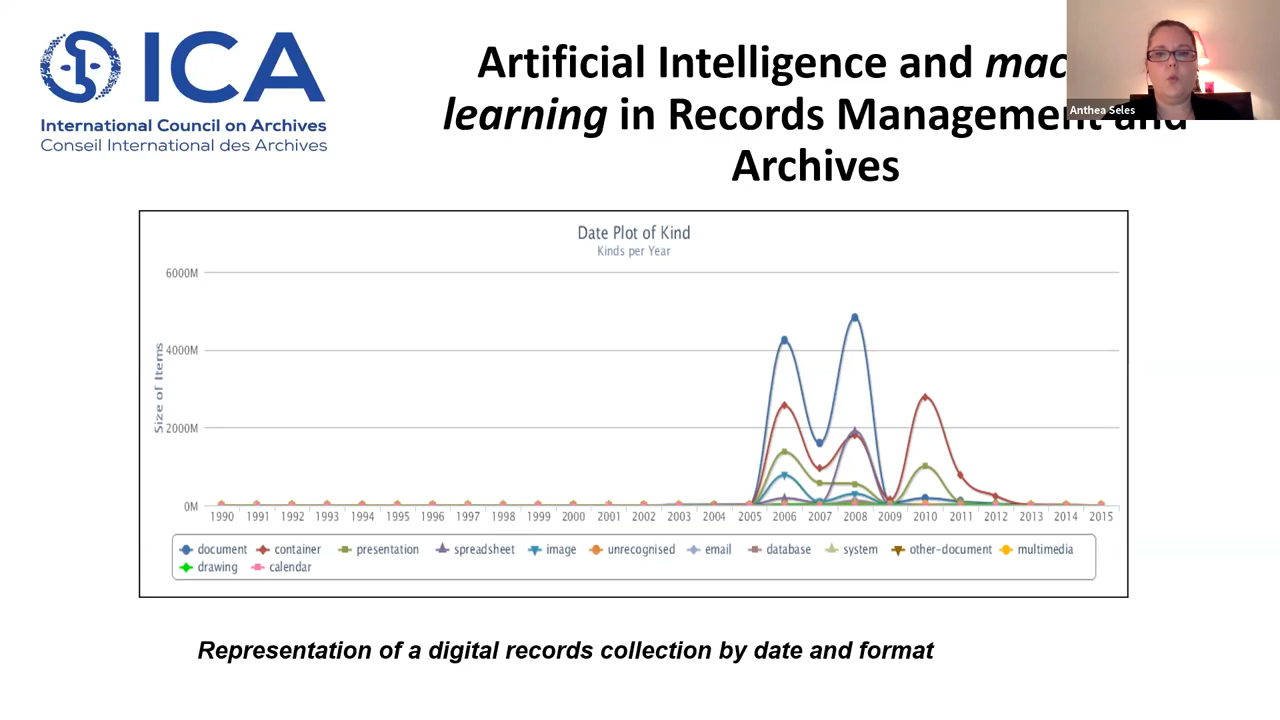 ICA
International Council on Archives
Conseil International des Archives
Artificial Intelligence and mac
learning in Records Management and
Archives
Anthea Seles
Date Plot of Kind
Kinds per Year
Size of Items
6000M
4000M
2000M
0M
1990 1991 1992 1993 1994 1995 1996 1997 1998 1999 2000 2001 2002 2003 2004 2005 2006 2007 2008 2009 2010 2011 2012 2013 2014 2015
document container presentation spreadsheet image unrecognised email database system other-document multimedia
drawing calendar
Representation of a digital records collection by date and format